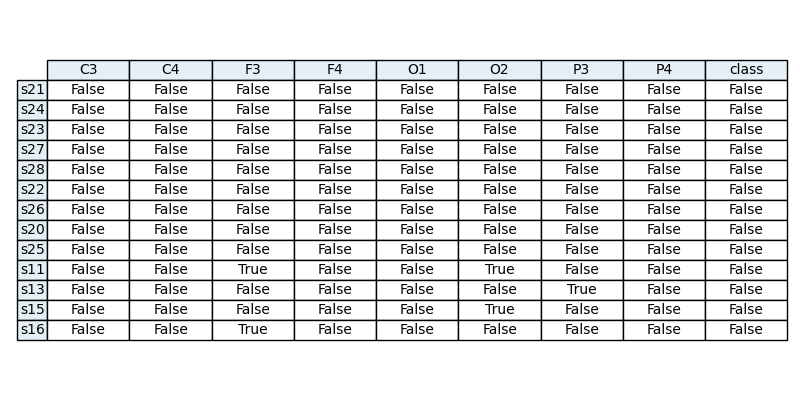 C3 C4 F3 F4 O1 O2 P3 P4 class
s21 False False False False False False False False False
s24 False False False False False False False False False
s23 False False False False False False False False False
s27 False False False False False False False False False
s28 False False False False False False False False False
s22 False False False False False False False False False
s26 False False False False False False False False False
s20 False False False False False False False False False
s25 False False False False False False False False False
s11 False False True False False True False False False
s13 False False False False False False True False False
s15 False False False False False True False False False
s16 False False True False False False False False False